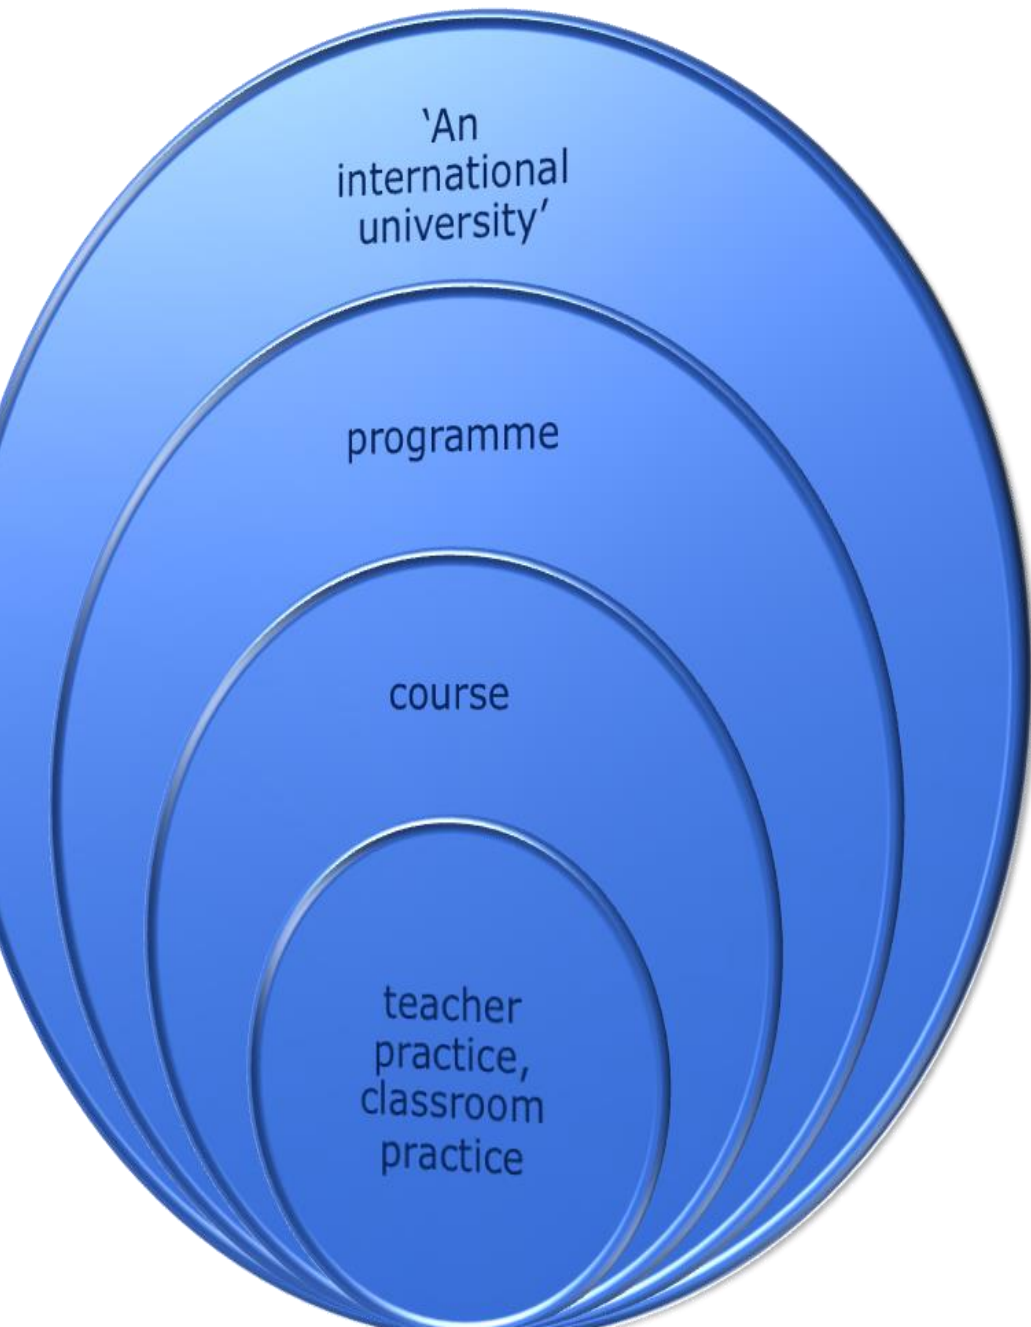 ‘An
international
university’
programme
course
teacher
practice,
classroom
practice